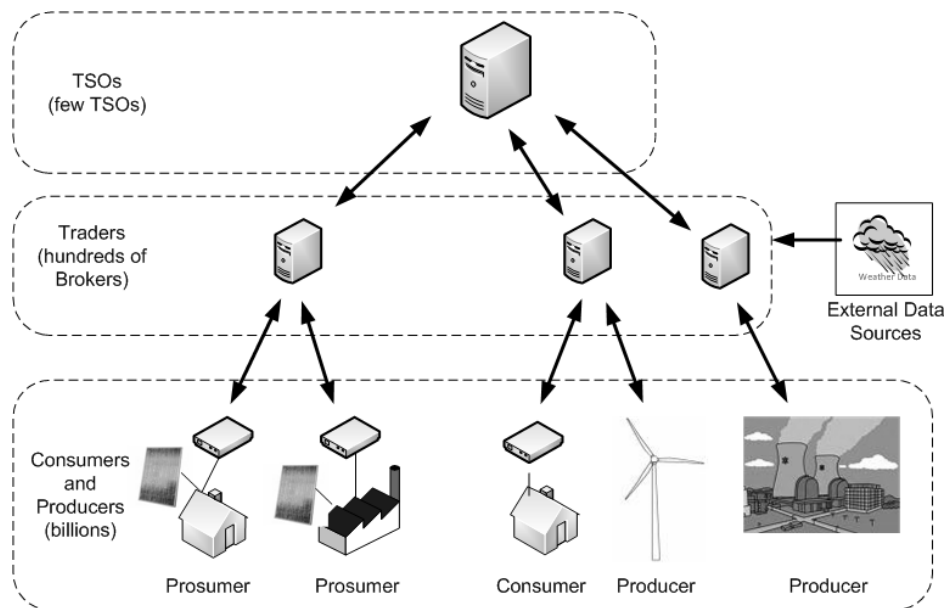 TSOs
(few TSOs)
Traders
(hundreds of
Brokers)
Weather Data
External Data
Sources
Consumers
and
Producers
(billions)
Prosumer
Prosumer
Consumer
Producer
Producer